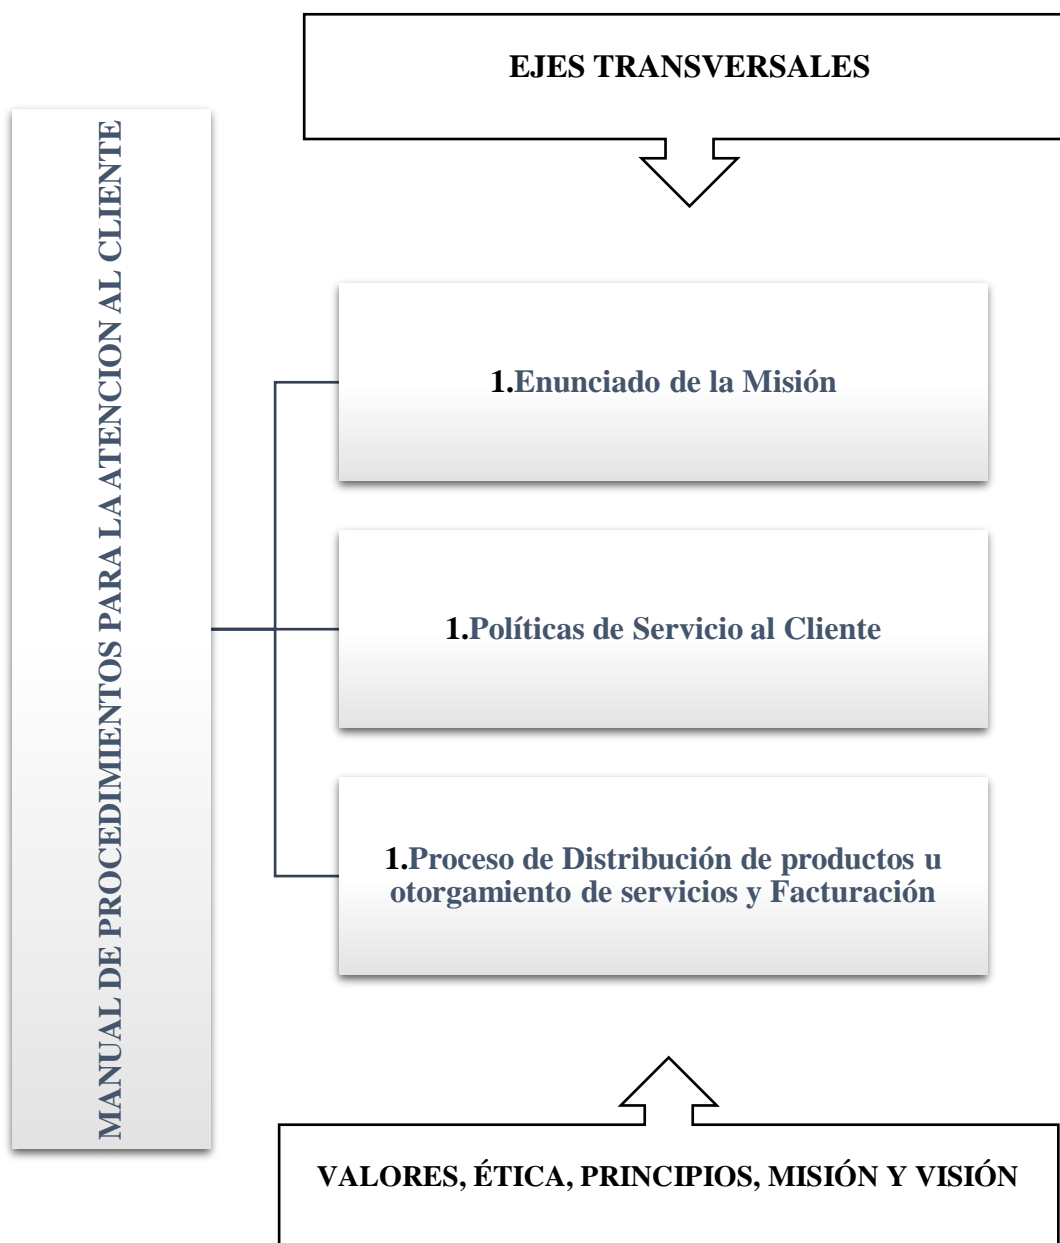 EJES TRANSVERSALES
MANUAL DE PROCEDIMIENTOS PARA LA ATENCION AL CLIENTE
1.Enunciado de la Misión
1.Políticas de Servicio al Cliente
1.Proceso de Distribución de productos u
otorgamiento de servicios y Facturación
VALORES, ÉTICA, PRINCIPIOS, MISIÓN Y VISIÓN